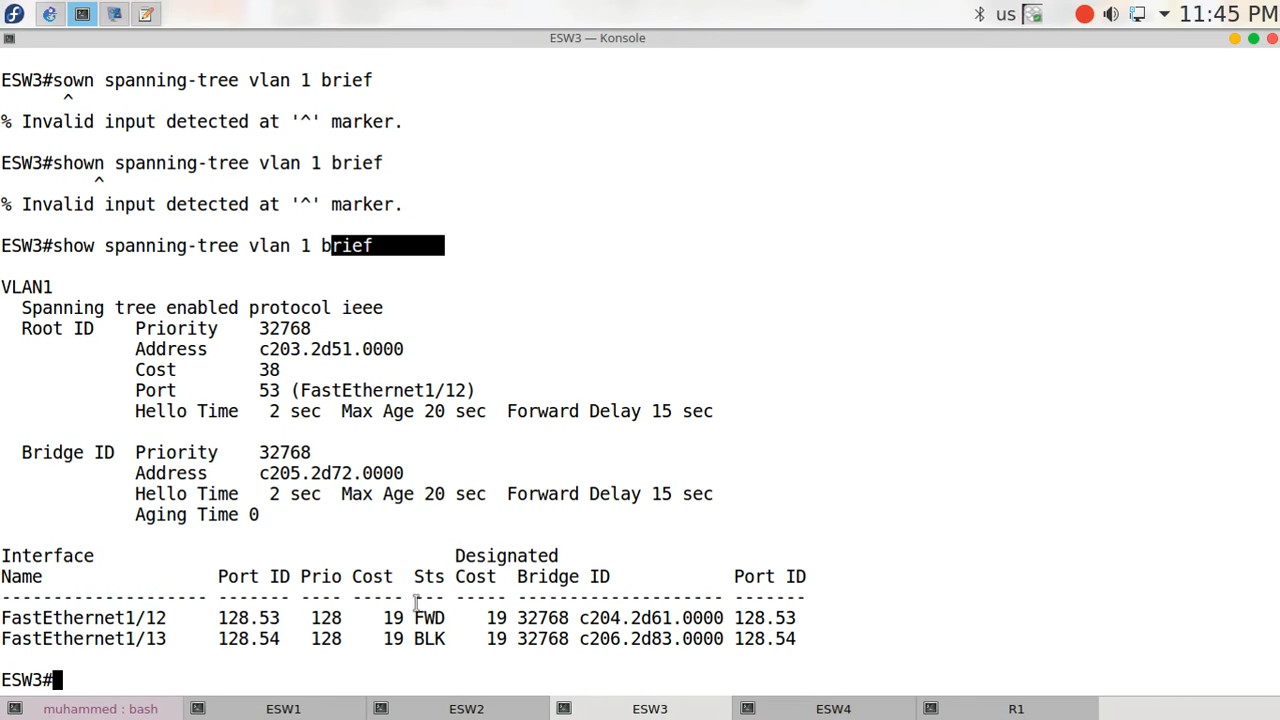 us 11:45 PM
ESW3 — Konsole
ESW3#sown spanning-tree vlan 1 brief
^
% Invalid input detected at '^' marker.
ESW3#shown spanning-tree vlan 1 brief
^
% Invalid input detected at '^' marker.
ESW3#show spanning-tree vlan 1 brief
VLAN1
Spanning tree enabled protocol ieee
Root ID Priority 32768
Address c203.2d51.0000
Cost 38
Port 53 (FastEthernet1/12)
Hello Time 2 sec Max Age 20 sec Forward Delay 15 sec
Bridge ID Priority 32768
Address c205.2d72.0000
Hello Time 2 sec Max Age 20 sec Forward Delay 15 sec
Aging Time 0
Interface Designated
Name Port ID Prio Cost Sts Cost Bridge ID Port ID
-------------------- ------- ---- ----- --- ----- -------------------- -------
FastEthernet1/12 128.53 128 19 FWD 19 32768 c204.2d61.0000 128.53
FastEthernet1/13 128.54 128 19 BLK 19 32768 c206.2d83.0000 128.54
ESW3#
muhammed : bash ESW1 ESW2 ESW3 ESW4 R1